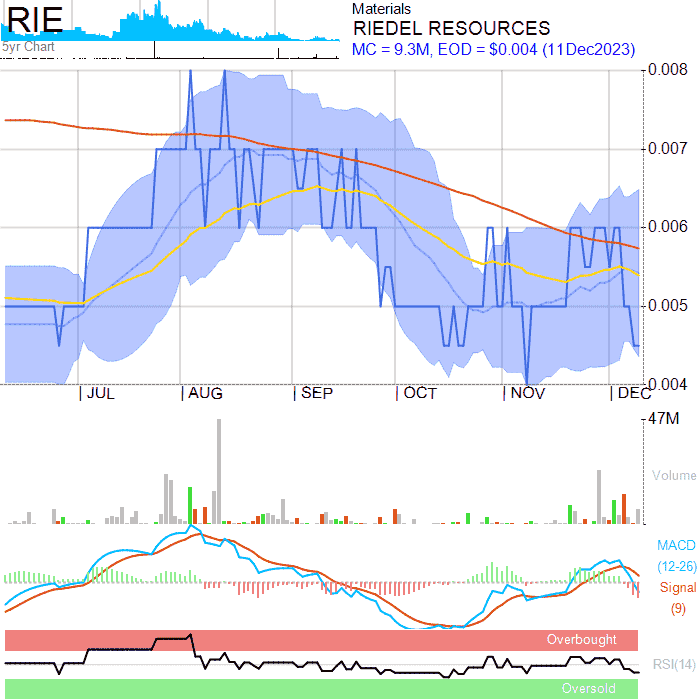 RIE
5yr Chart
Materials
RIEDEL RESOURCES
MC = 9.3M, EOD = $0.004 (11Dec2023)
0.008
0.007
0.006
0.005
0.004
JUL AUG SEP OCT NOV DEC
47M
Volume
MACD
(12-26)
Signal
(9)
Overbought
RSI(14)
Oversold